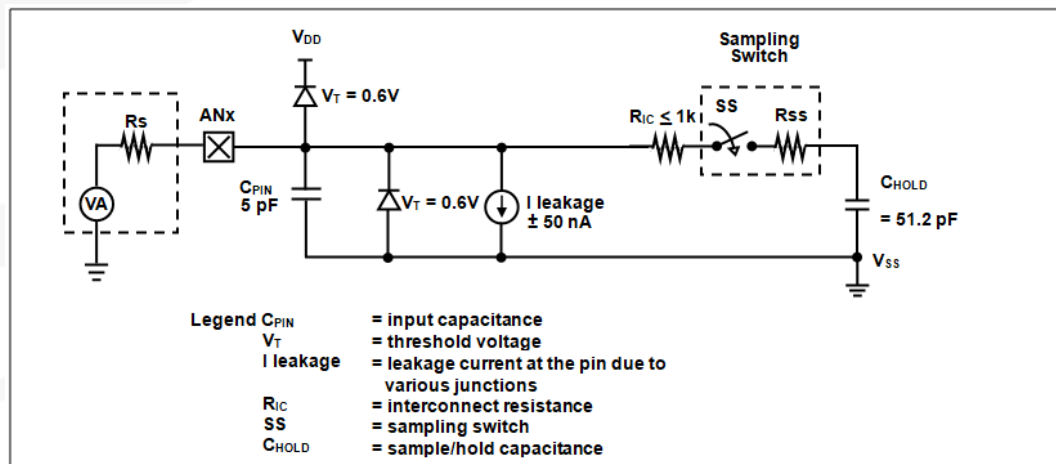 Sampling
Switch
VDD
VT = 0.6V
Rs
ANx
RIC ≤ 1k
SS
Rss
VA
CPIN
5 pF
VT = 0.6V
I leakage
± 50 nA
CHOLD
= 51.2 pF
VSS
Legend CPIN = input capacitance
VT = threshold voltage
I leakage = leakage current at the pin due to
various junctions
RIC = interconnect resistance
SS = sampling switch
CHOLD = sample/hold capacitance